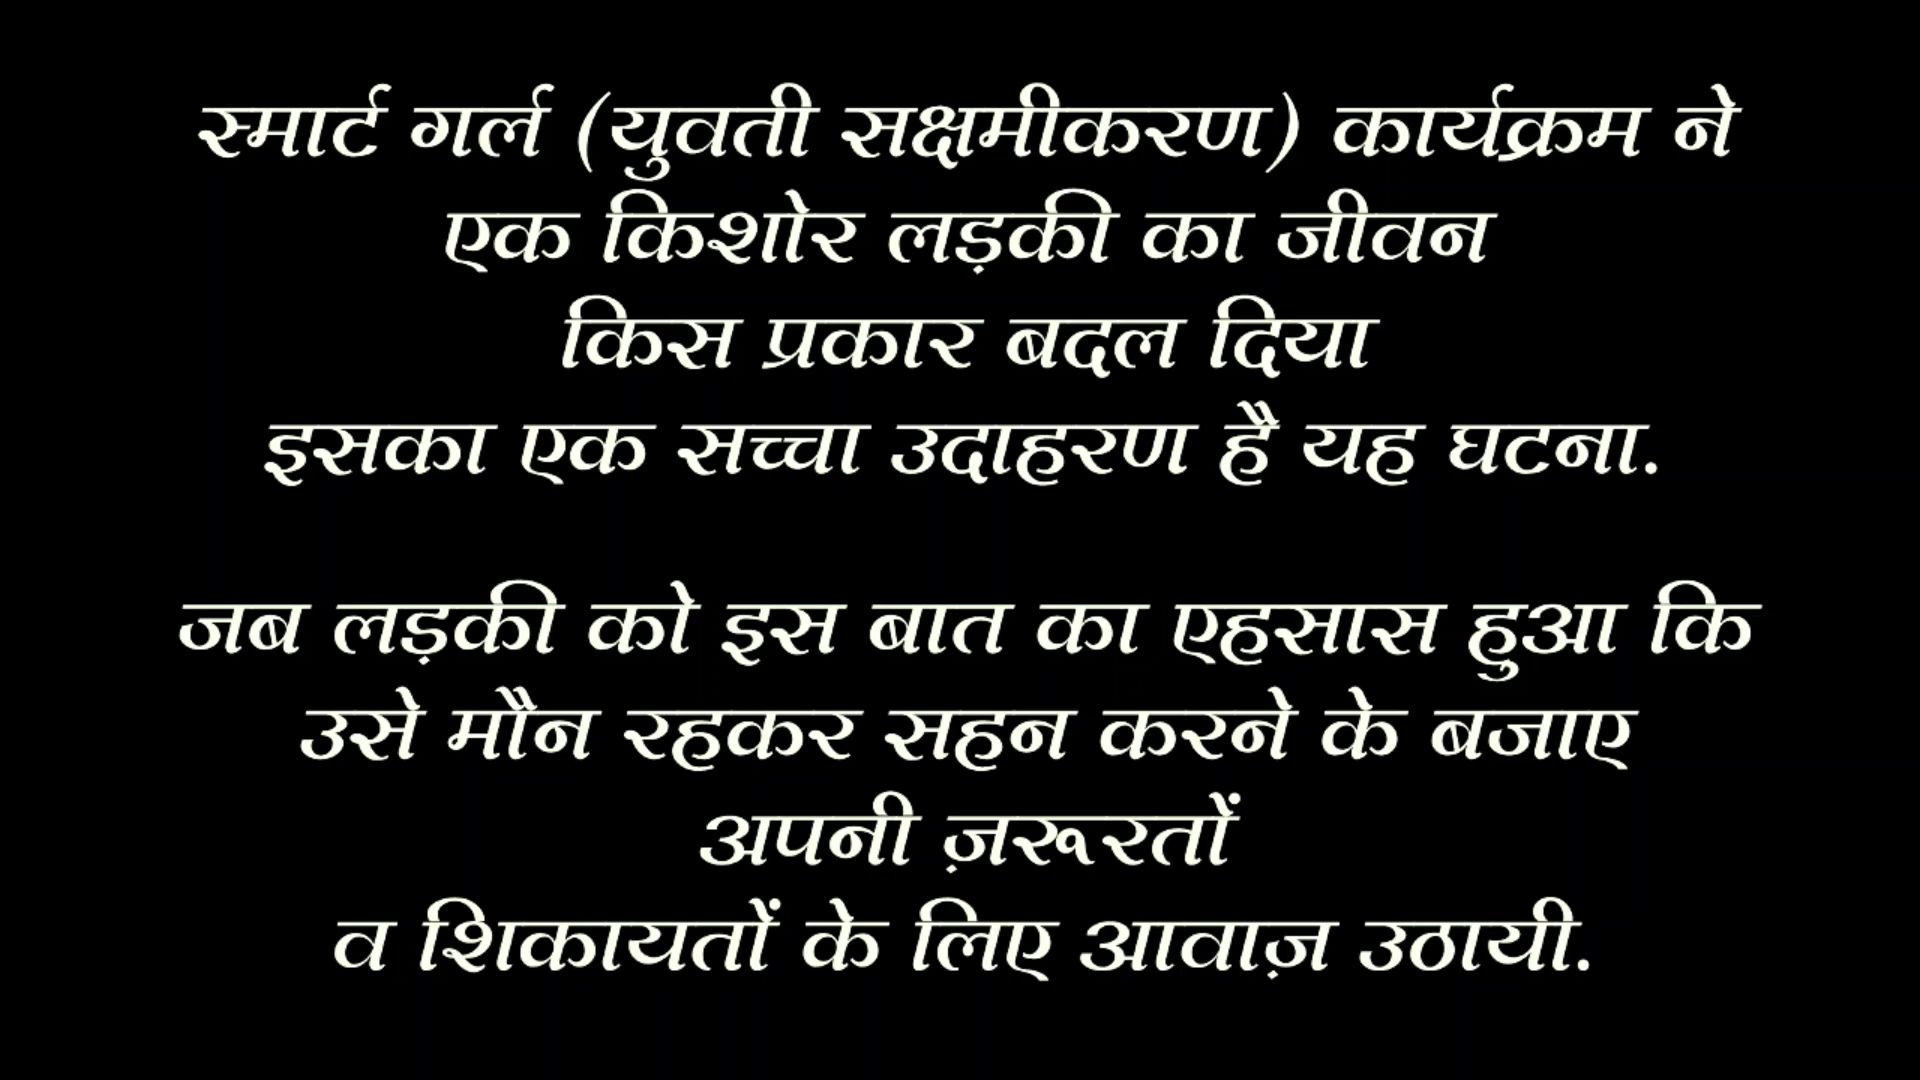 स्मार्ट गर्ल (युवती सक्षमीकरण) कार्यक्रम ने
एक किशोर लड़की का जीवन
किस प्रकार बदल दिया
इसका एक सच्चा उदाहरण है यह घटना.
जब लड़की को इस बात का एहसास हुआ कि
उसे मौन रहकर सहन करने के बजाए
अपनी ज़रूरतों
व शिकायतों के लिए आवाज़ उठायी.